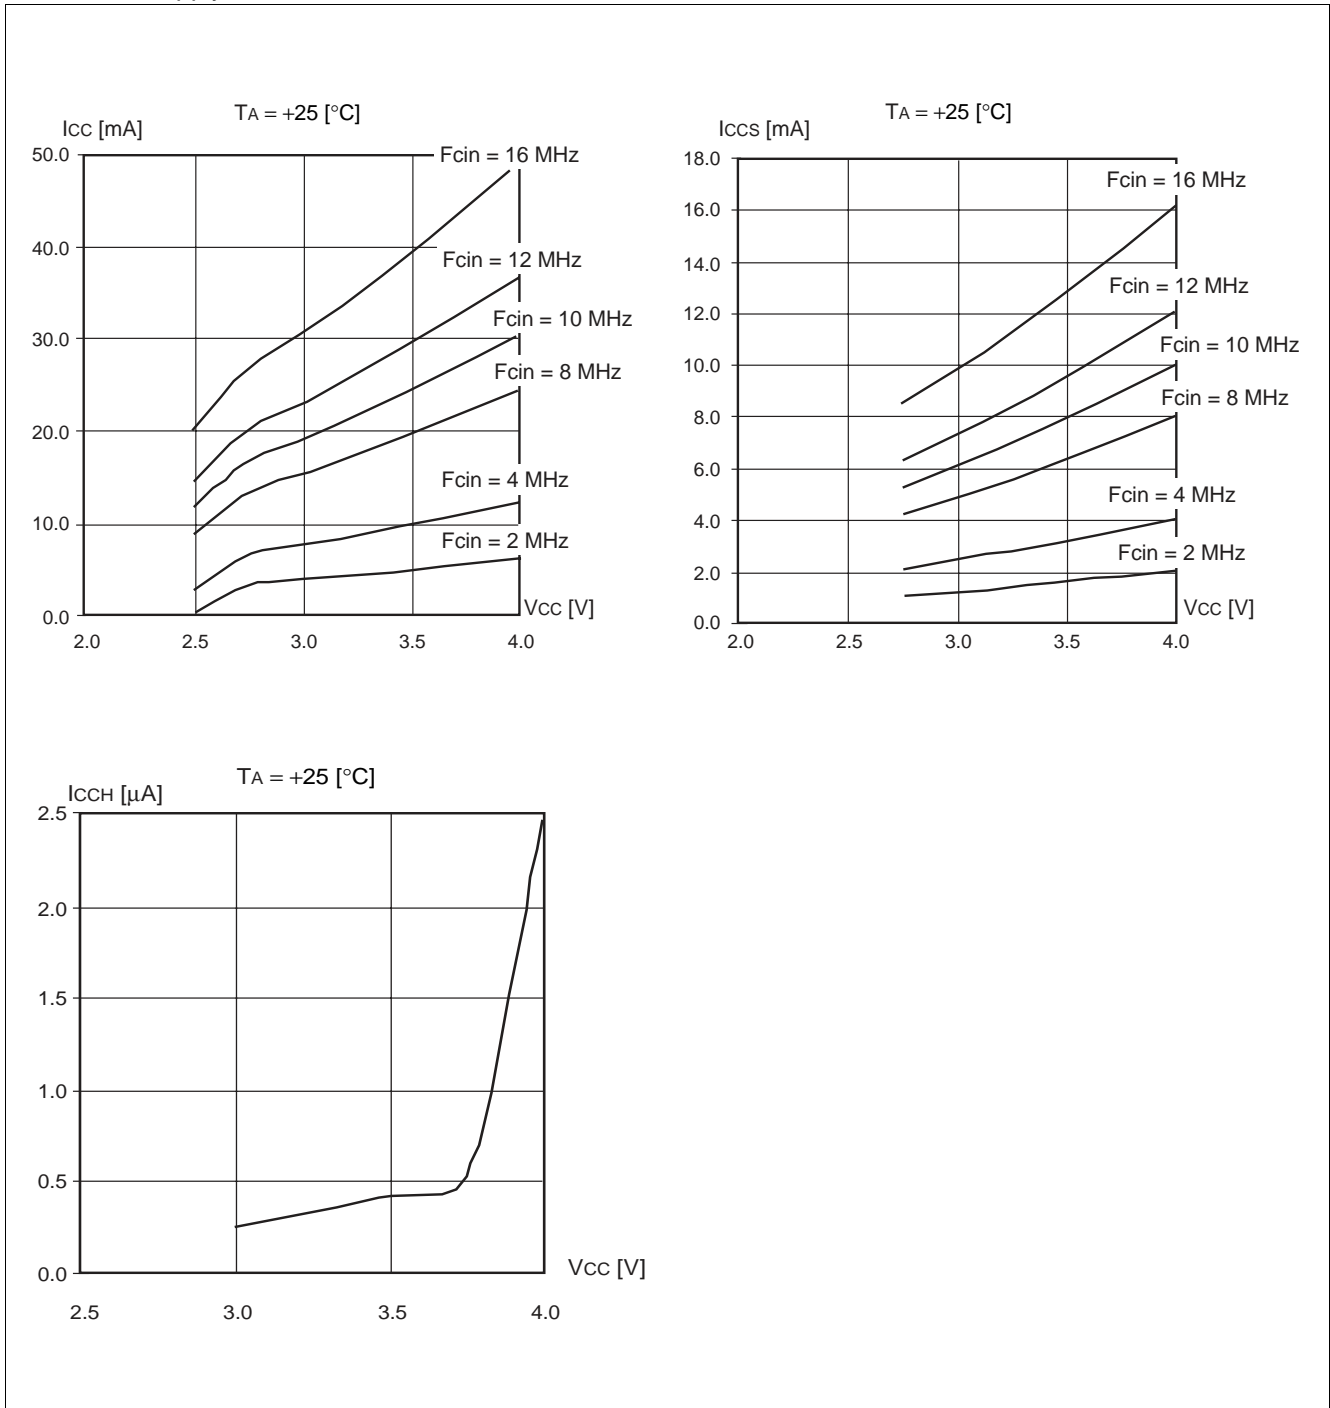 TA = +25 [°C]
ICC [mA]
50.0
40.0
30.0
20.0
10.0
0.0
2.0 2.5 3.0 3.5 4.0
VCC [V]
Fcin = 16 MHz
Fcin = 12 MHz
Fcin = 10 MHz
Fcin = 8 MHz
Fcin = 4 MHz
Fcin = 2 MHz
TA = +25 [°C]
ICCS [mA]
18.0
16.0
14.0
12.0
10.0
8.0
6.0
4.0
2.0
0.0
2.0 2.5 3.0 3.5 4.0
VCC [V]
Fcin = 16 MHz
Fcin = 12 MHz
Fcin = 10 MHz
Fcin = 8 MHz
Fcin = 4 MHz
Fcin = 2 MHz
TA = +25 [°C]
ICCH [µA]
2.5
2.0
1.5
1.0
0.5
0.0
2.5 3.0 3.5 4.0
VCC [V]